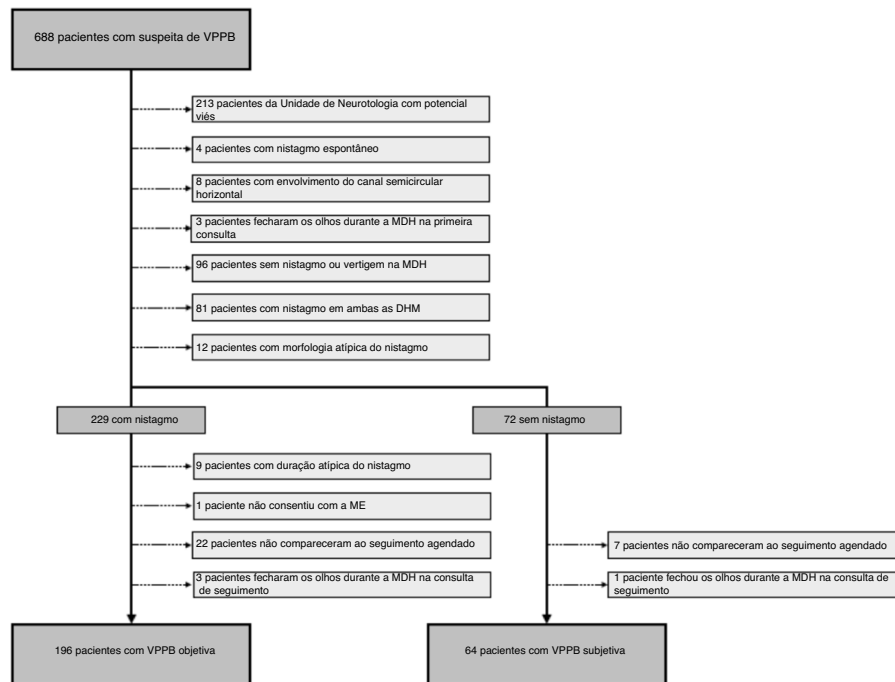 688 pacientes com suspeita de VPPB
213 pacientes da Unidade de Neurotologia com potencial
viés
4 pacientes com nistagmo espontâneo
8 pacientes com envolvimento do canal semicircular
horizontal
3 pacientes fecharam os olhos durante a MDH na primeira
consulta
96 pacientes sem nistagmo ou vertigem na MDH
81 pacientes com nistagmo em ambas as DHM
12 pacientes com morfologia atípica do nistagmo
229 com nistagmo
72 sem nistagmo
9 pacientes com duração atípica do nistagmo
1 paciente não consentiu com a ME
22 pacientes não compareceram ao seguimento agendado
7 pacientes não compareceram ao seguimento agendado
3 pacientes fecharam os olhos durante a MDH na consulta
de seguimento
1 paciente fechou os olhos durante a MDH na consulta de
seguimento
196 pacientes com VPPB objetiva
64 pacientes com VPPB subjetiva